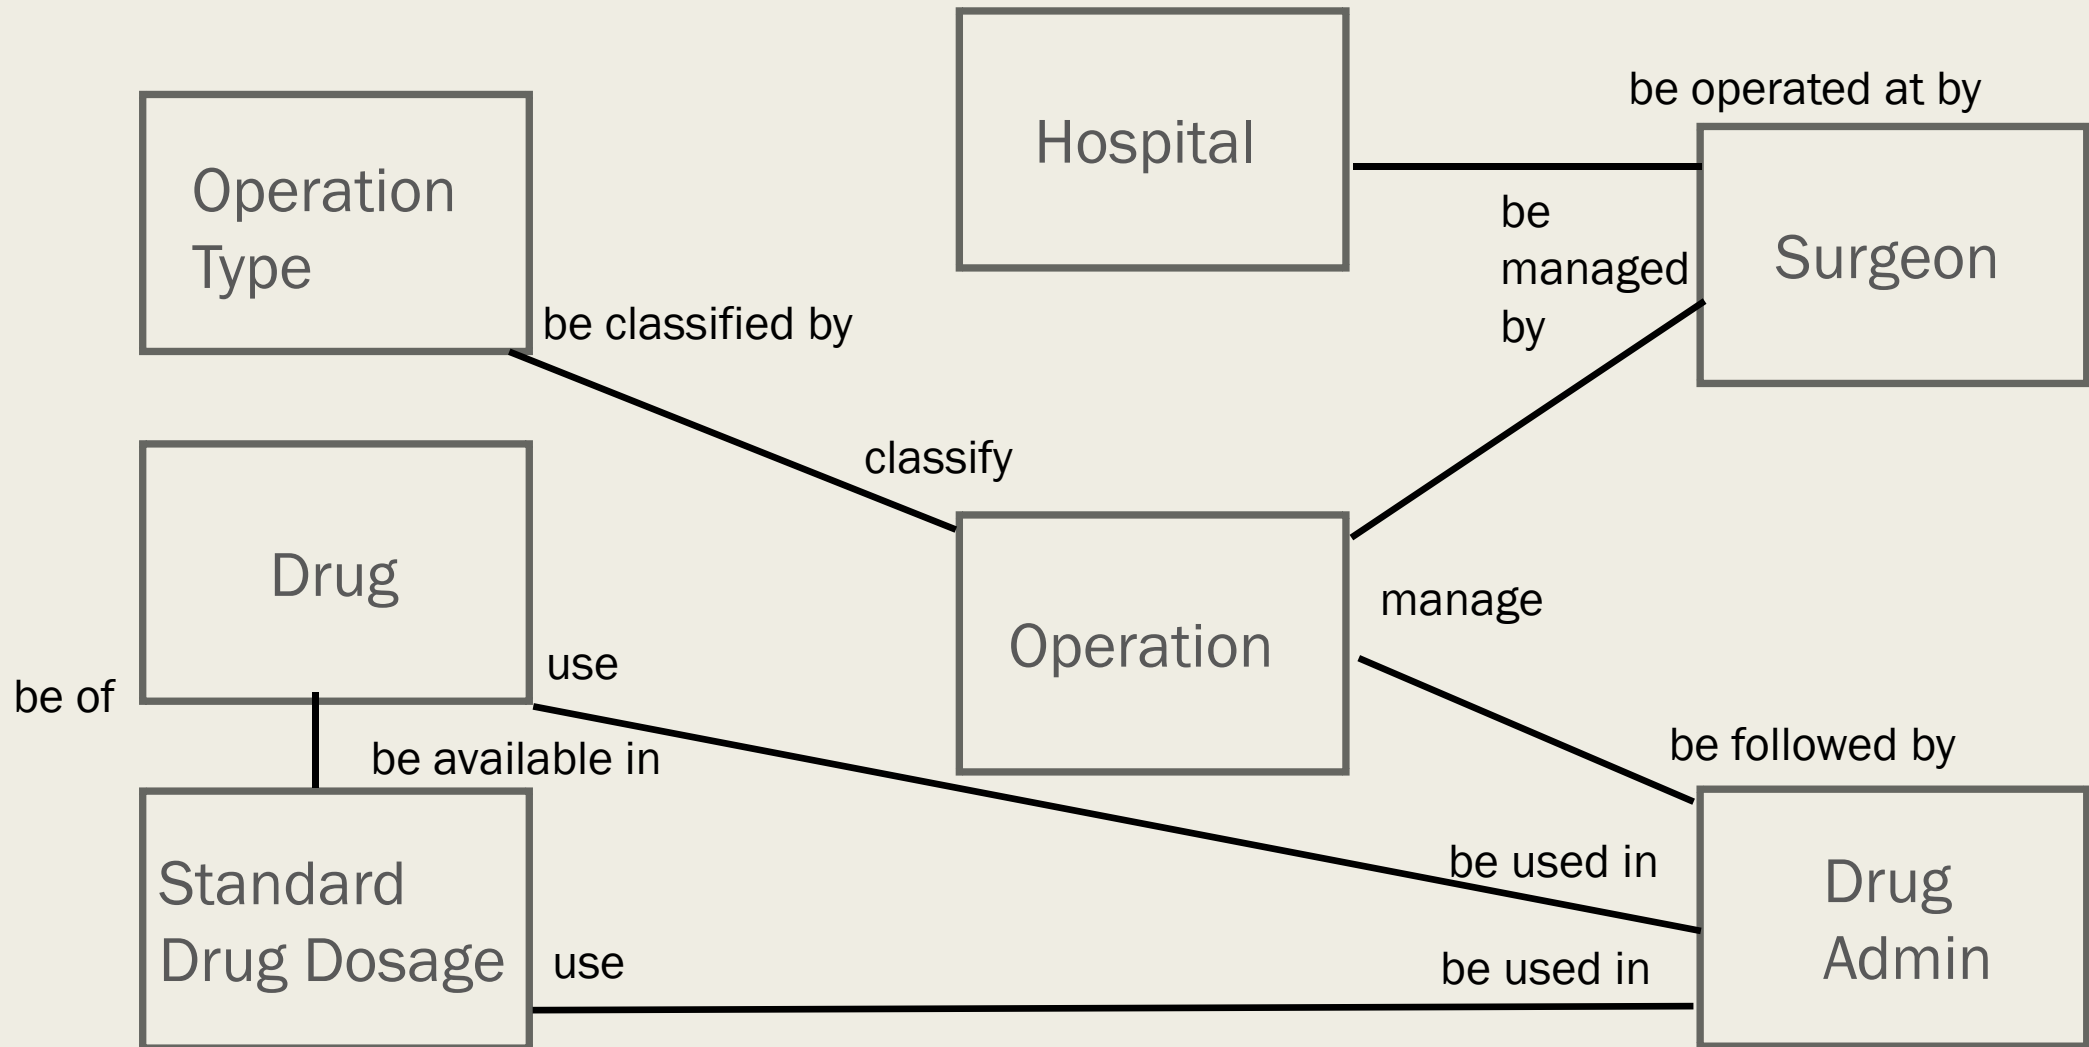 Hospital
be operated at by
Operation
Type
be
managed
by
Surgeon
be classified by
classify
Drug
Operation
manage
use
be of
be available in
be followed by
Standard
Drug Dosage
be used in
Drug
Admin
use
be used in